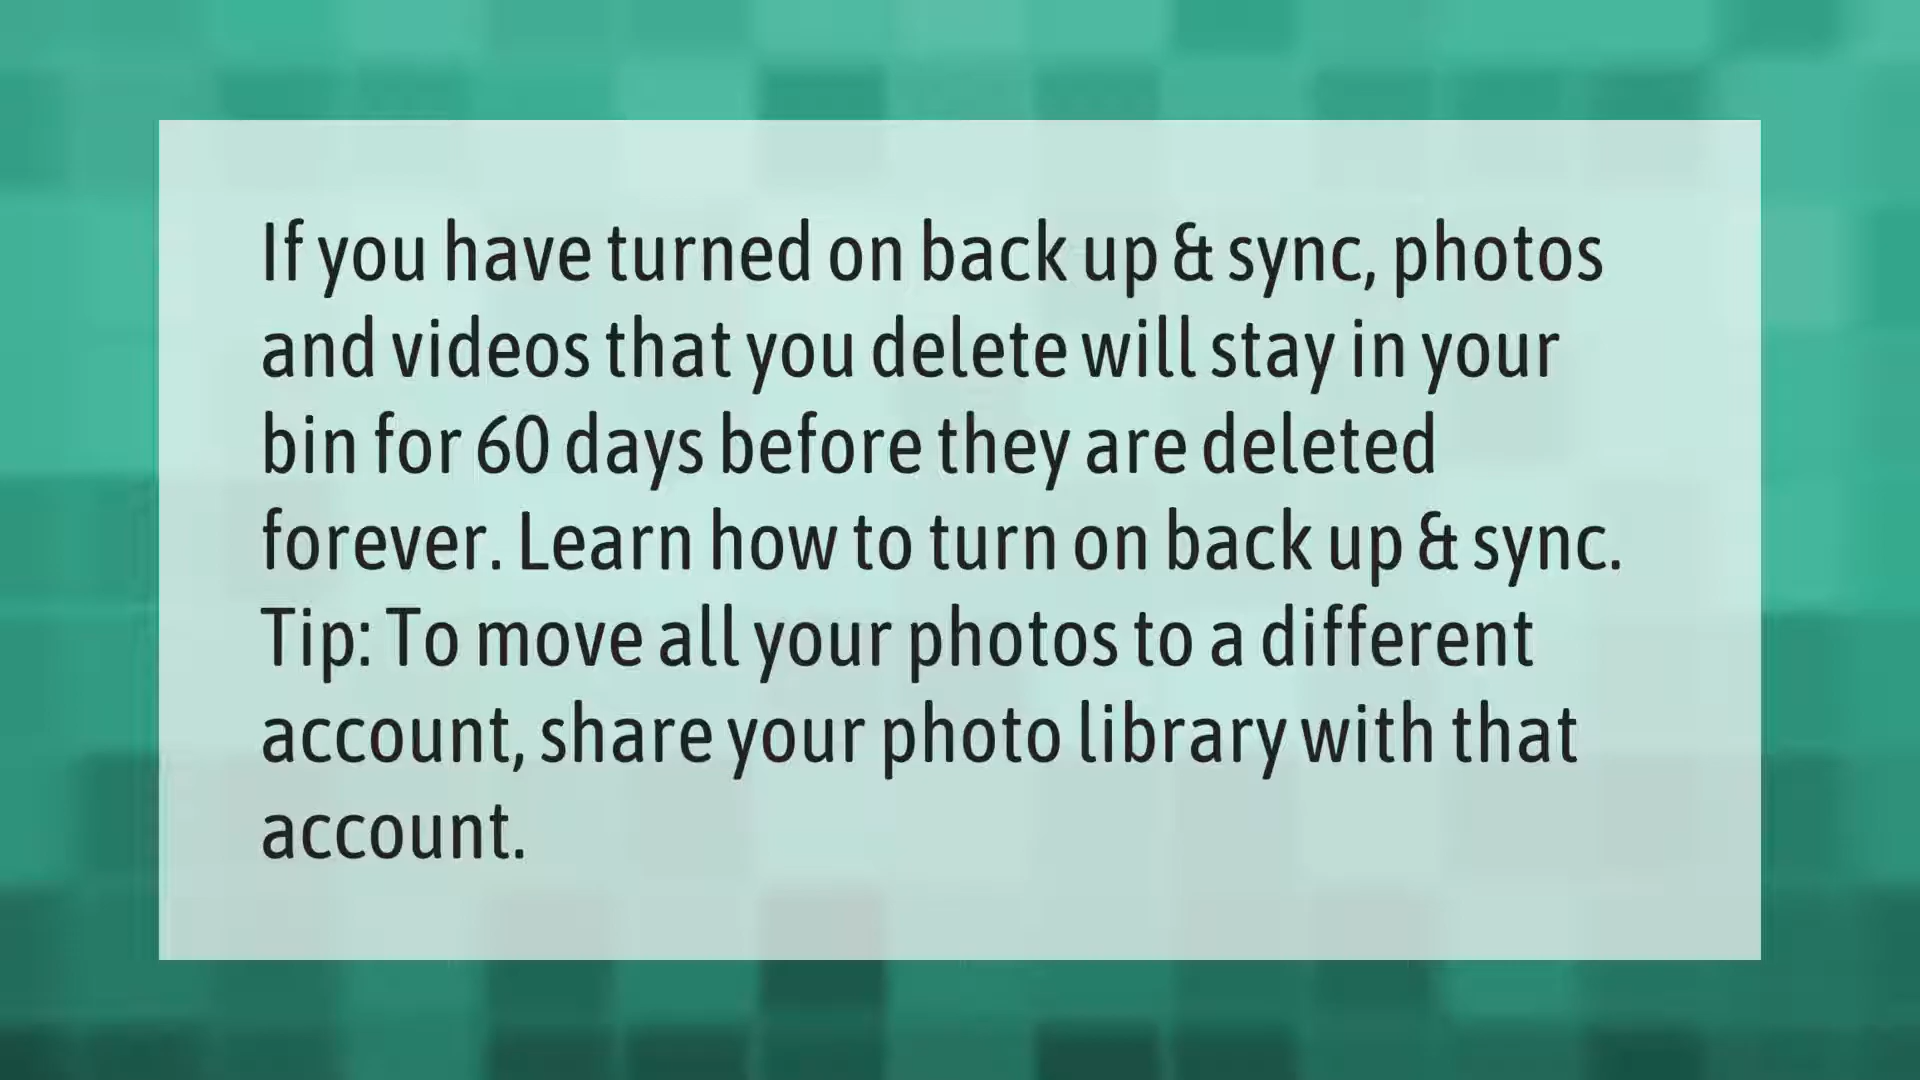 If you have turned on back up & sync, photos
and videos that you delete will stay in your
bin for 60 days before they are deleted
forever. Learn how to turn on back up & sync.
Tip: To move all your photos to a different
account, share your photo library with that
account.